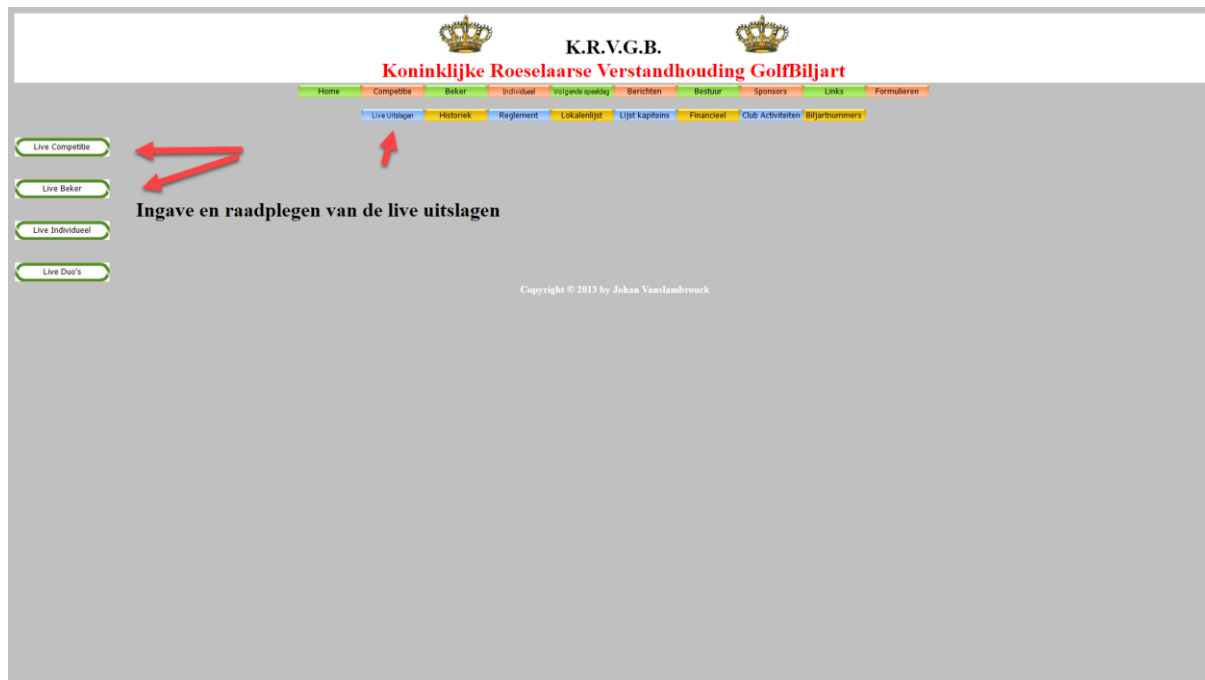 K.R.V.G.B.
Koninklijke Roeselaarse Verstandhouding GolfBiljart
Home Competitie Beker Individueel Volgende speeldag Berichten Bestuur Sponsors Links Formulieren
Live Uitslagen Historiek Reglement Lokalenlijst Lijst kapiteins Financieel Club Activiteiten Biljartnummers
Live Competitie
Live Beker
Ingave en raadplegen van de live uitslagen
Live Individueel
Live Duo's
Copyright © 2013 by Johan Vanslambrouck